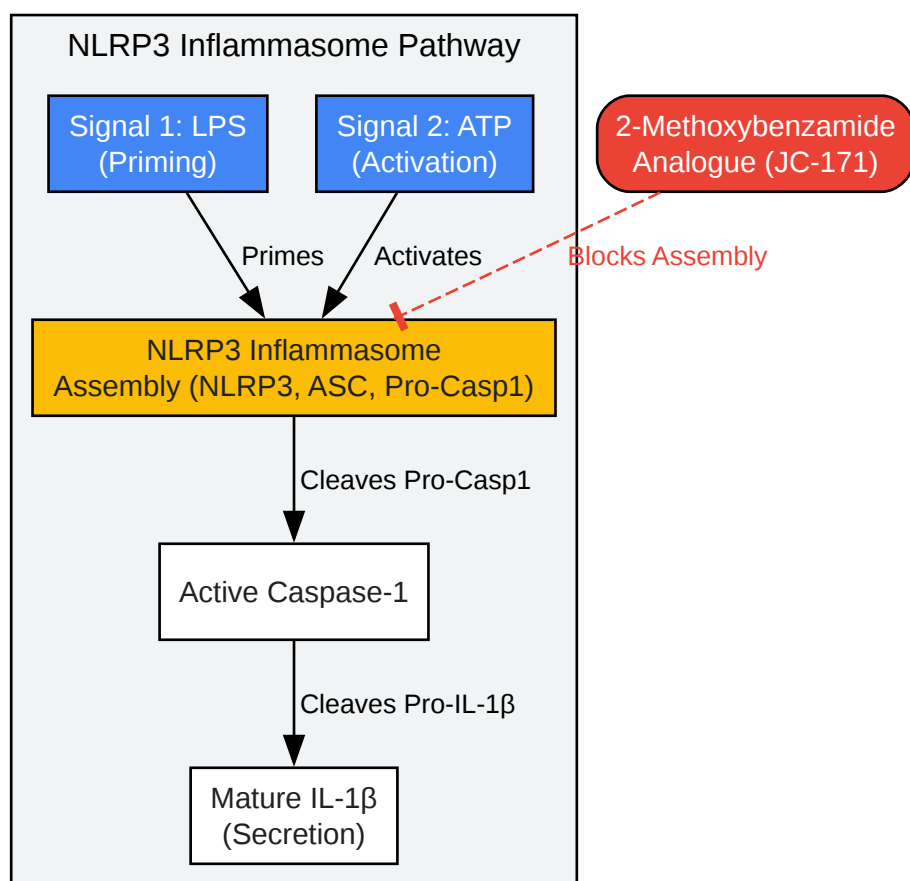 NLRP3 Inflammasome Pathway
Signal 1: LPS
(Priming)
Signal 2: ATP
(Activation)
2-Methoxybenzamide
Analogue (JC-171)
Primes
Activates
Blocks Assembly
NLRP3 Inflammasome
Assembly (NLRP3, ASC, Pro-Casp1)
Cleaves Pro-Casp1
Active Caspase-1
Cleaves Pro-IL-1β
Mature IL-1β
(Secretion)